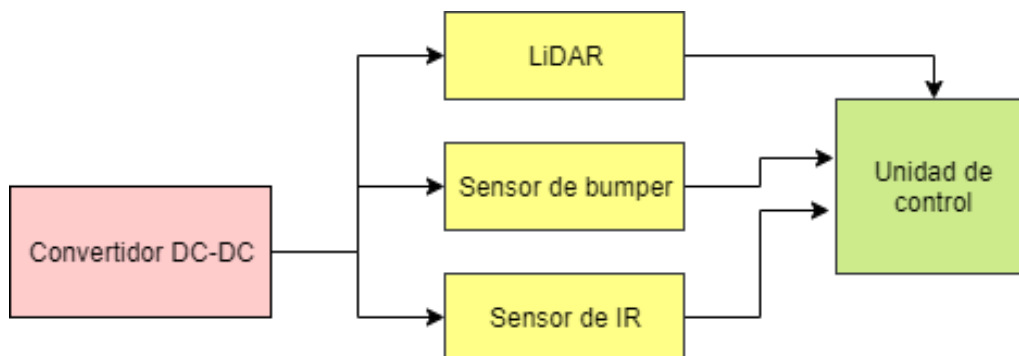 LiDAR
Sensor de bumper
Unidad de
control
Convertidor DC-DC
Sensor de IR